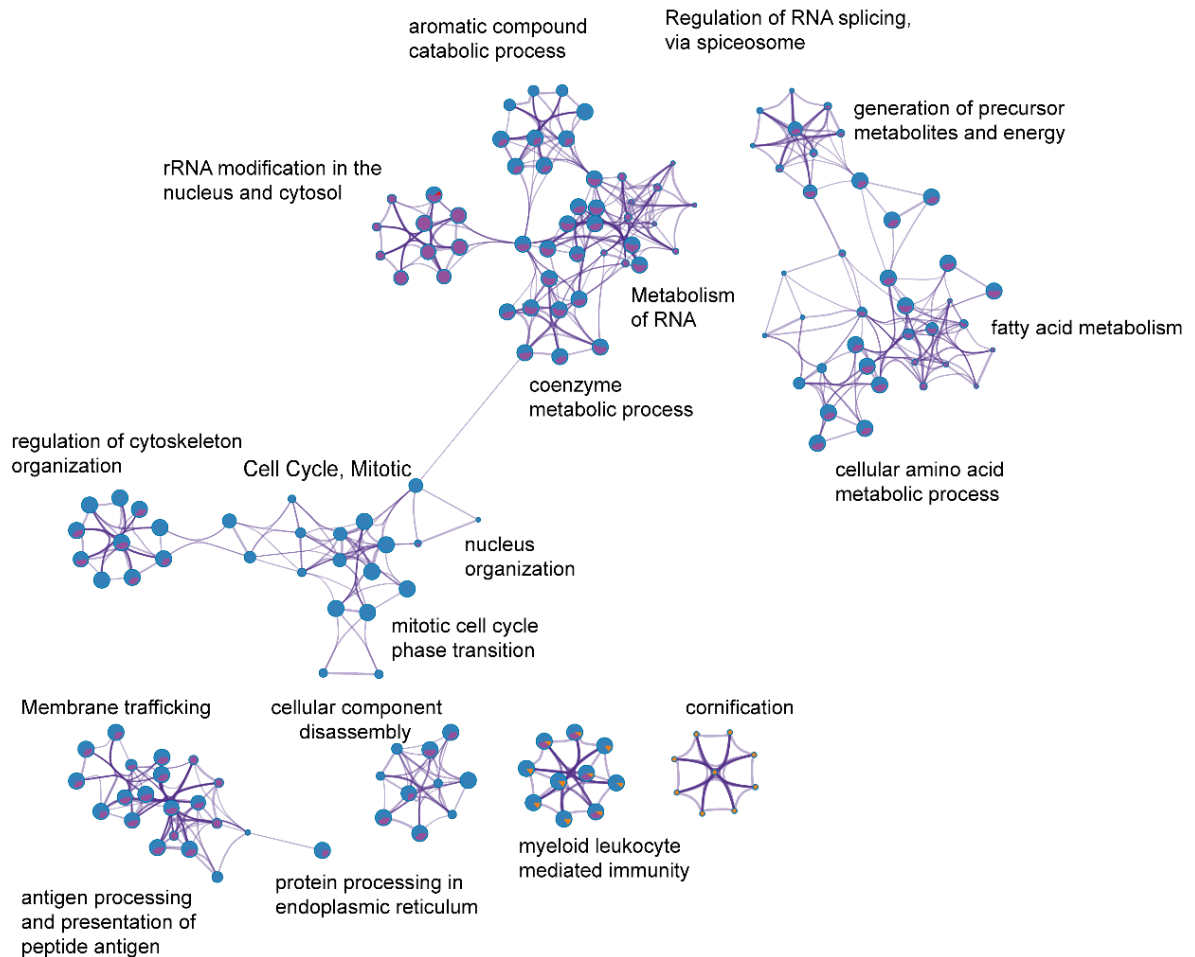 aromatic compound
catabolic process
Regulation of RNA splicing,
via spiceosome
generation of precursor
metabolites and energy
rRNA modification in the
nucleus and cytosol
Metabolism
of RNA
fatty acid metabolism
coenzyme
metabolic process
regulation of cytoskeleton
organization
Cell Cycle, Mitotic
cellular amino acid
metabolic process
nucleus
organization
mitotic cell cycle
phase transition
Membrane trafficking
cellular component
disassembly
cornification
myeloid leukocyte
mediated immunity
protein processing in
endoplasmic reticulum
antigen processing
and presentation of
peptide antigen